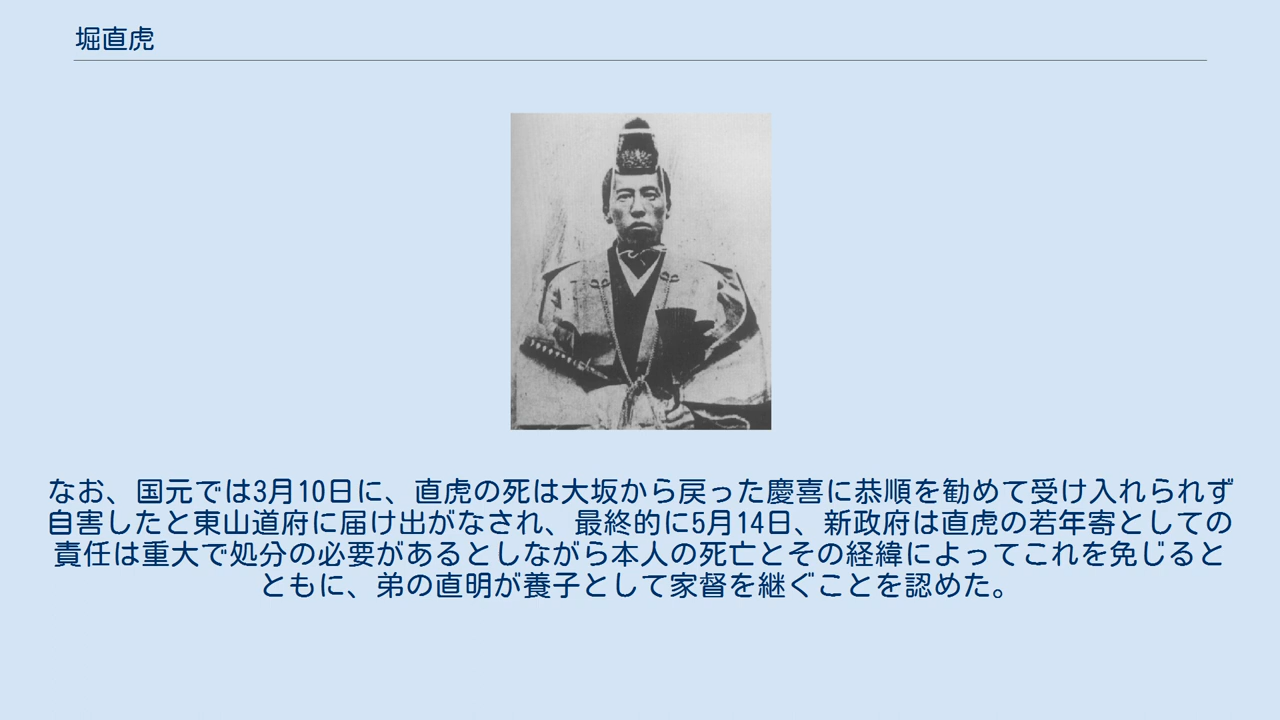 堀直虎
なお、国元では3月10日に、直虎の死は大坂から戻った慶喜に恭順を勧めて受け入れられず
自害したと東山道府に届け出がなされ、最終的に5月14日、新政府は直虎の若年寄としての
責任は重大で処分の必要があるとしながら本人の死亡とその経緯によってこれを免じると
ともに、弟の直明が養子として家督を継ぐことを認めた。